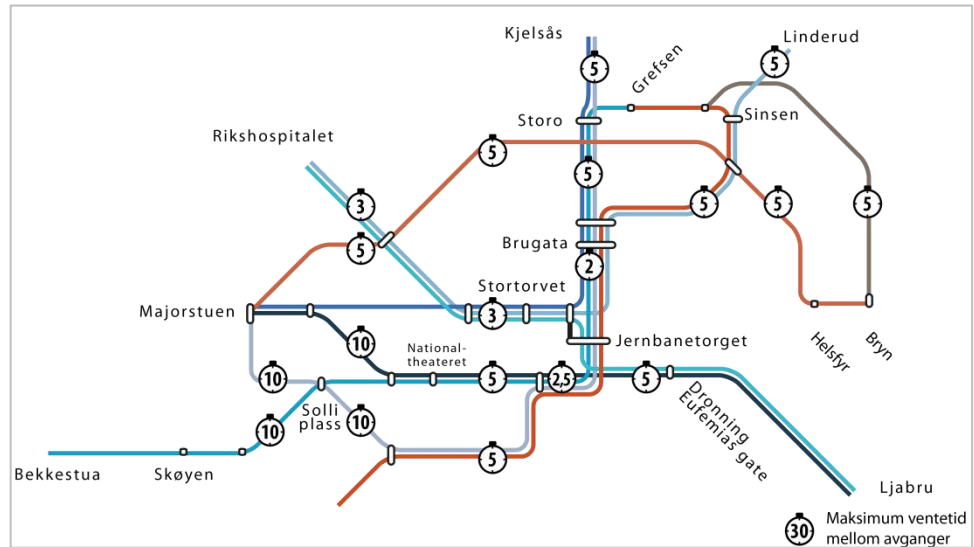 Kjelsås
Linderud
5
5
Grefsen
Storo
Sinsen
Rikshospitalet
5
5
3
5
5
5
5
Brugata
2
Stortorvet
3
Majorstuen
Jernbanetorget
Helsfyr
Bryn
10
National-
theateret
10
5
2,5
5
Solli
plass
10
10
Dronning
Eufemias gate
5
Bekkestua
Skøyen
Ljabru
30
Maksimum ventetid
mellom avganger